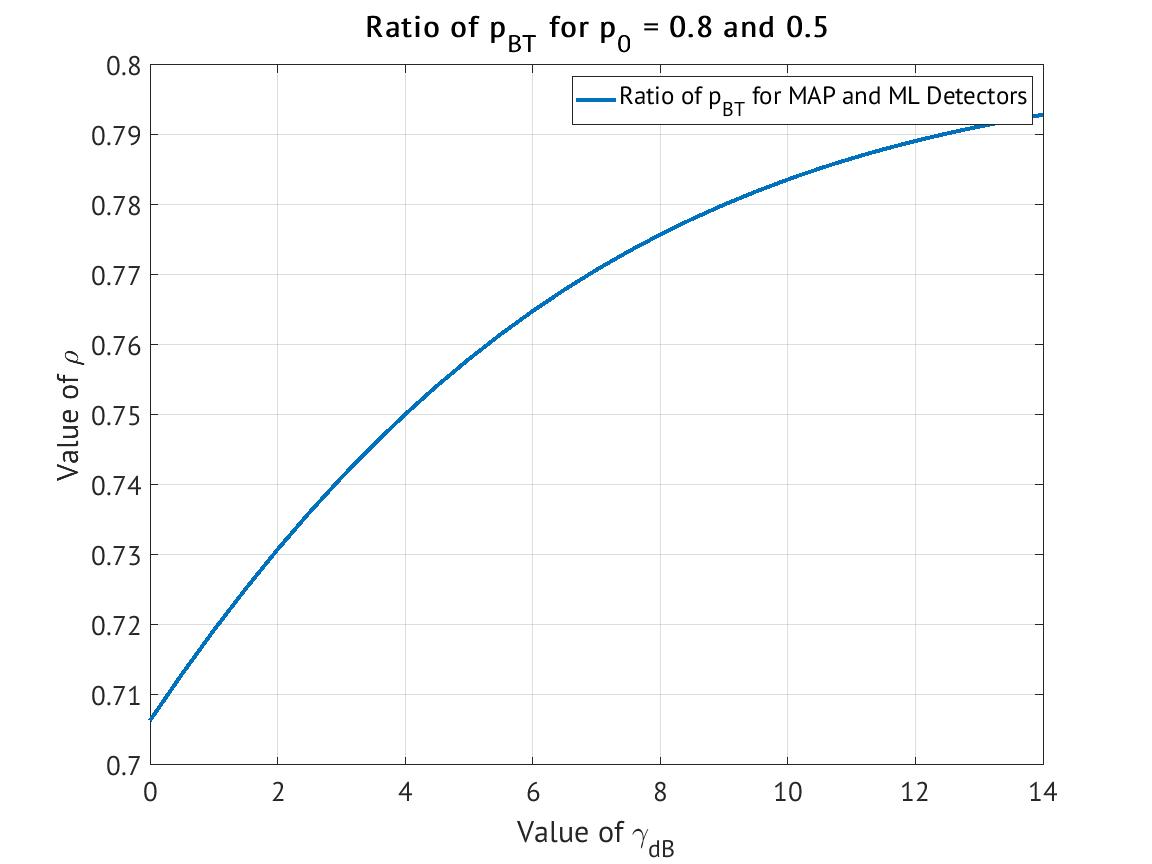 Ratio of p_BT for p_0 = 0.8 and 0.5
Ratio of p_BT for MAP and ML Detectors
0.8
0.79
0.78
0.77
0.76
0.75
0.74
0.73
0.72
0.71
0.7
Value of ρ
0 2 4 6 8 10 12 14
Value of γ_dB